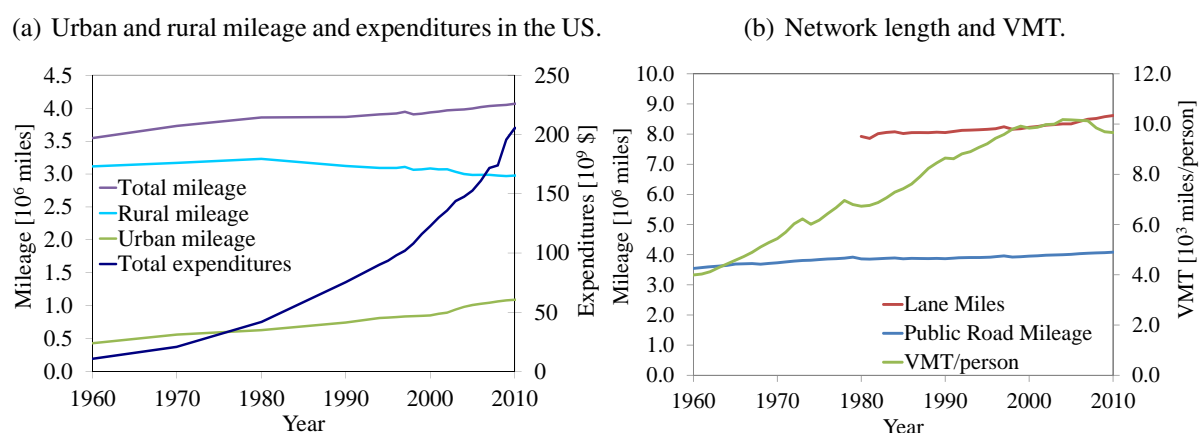 (a) Urban and rural mileage and expenditures in the US.
4.5
4.0
3.5
3.0
2.5
2.0
1.5
1.0
0.5
0.0
Mileage [10⁶ miles]
250
200
150
100
50
0
Expenditures [10⁹ $]
Total mileage
Rural mileage
Urban mileage
Total expenditures
1960 1970 1980 1990 2000 2010
Year
(b) Network length and VMT.
10.0
9.0
8.0
7.0
6.0
5.0
4.0
3.0
2.0
1.0
0.0
Mileage [10⁶ miles]
12.0
10.0
8.0
6.0
4.0
2.0
0.0
VMT [10³ miles/person]
Lane Miles
Public Road Mileage
VMT/person
1960 1970 1980 1990 2000 2010
Year